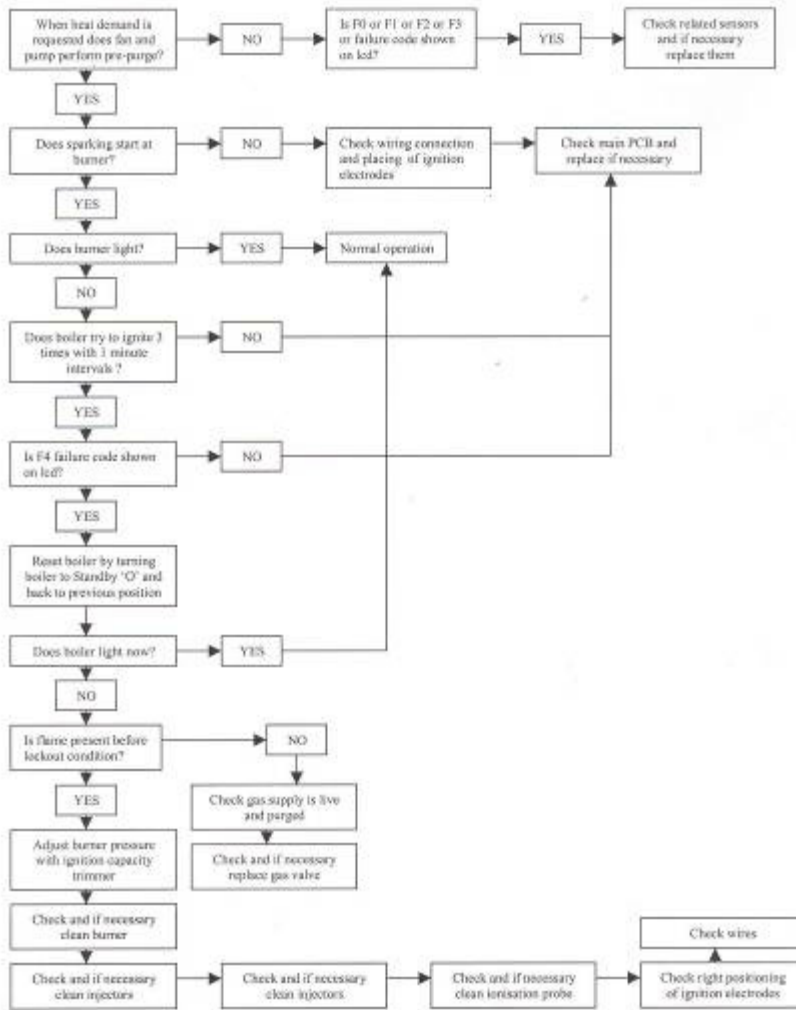 When heat demand is
requested does fan and
pump perform pre-purge?
NO
Is F0 or F1 or F2 or F3
or failure code shown
on lcd?
YES
Check related sensors
and if necessary
replace them
YES
Does sparking start at
burner?
NO
Check wiring connection
and placing of ignition
electrodes
Check main PCB and
replace if necessary
YES
Does burner light?
YES
Normal operation
NO
Does boiler try to ignite 3
times with 1 minute
intervals ?
NO
YES
Is F4 failure code shown
on lcd?
NO
YES
Reset boiler by turning
boiler to Standby 'O' and
back to previous position
Does boiler light now?
YES
NO
Is flame present before
lockout condition?
NO
YES
Check gas supply is live
and purged
Adjust burner pressure
with ignition capacity
trimmer
Check and if necessary
replace gas valve
Check and if necessary
clean burner
Check wires
Check and if necessary
clean injectors
Check and if necessary
clean injectors
Check and if necessary
clean ionisation probe
Check right positioning
of ignition electrodes